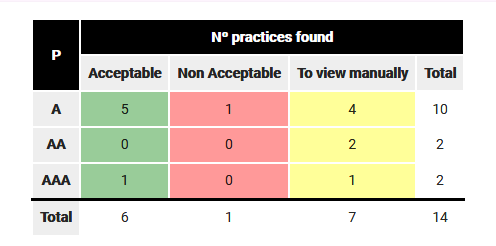 P
Nº practices found
Acceptable Non Acceptable To view manually Total
A 5 1 4 10
AA 0 0 2 2
AAA 1 0 1 2
Total 6 1 7 14